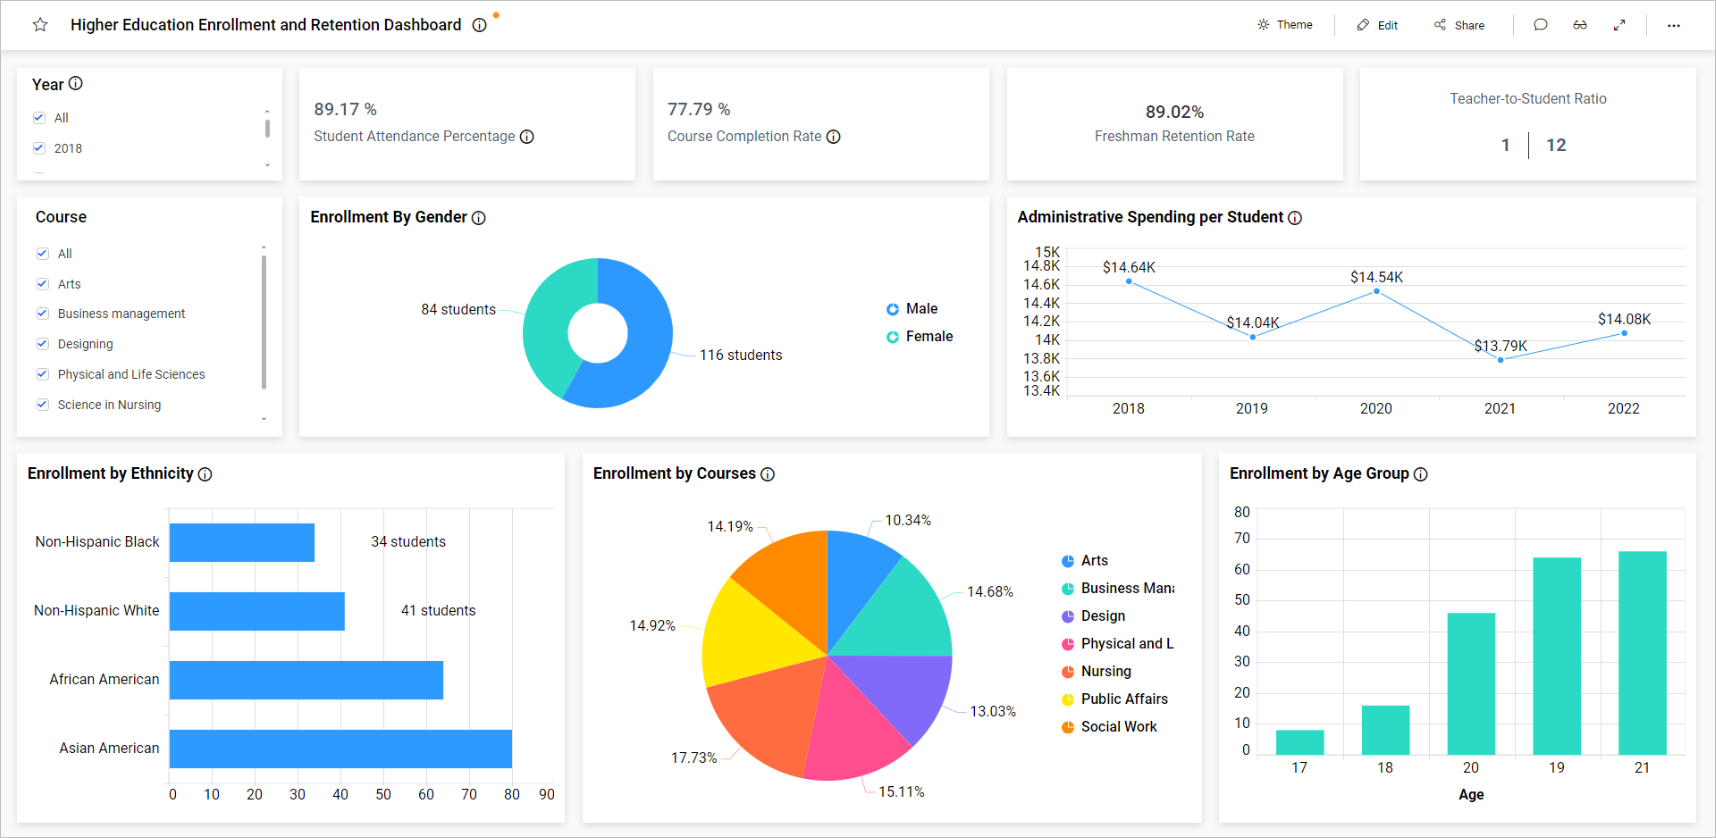 Higher Education Enrollment and Retention Dashboard
Theme
Edit
Share
Year
All
2018
89.17 %
Student Attendance Percentage
77.79 %
Course Completion Rate
89.02%
Freshman Retention Rate
Teacher-to-Student Ratio
1 | 12
Course
All
Arts
Business management
Designing
Physical and Life Sciences
Science in Nursing
Enrollment By Gender
84 students
116 students
Male
Female
Administrative Spending per Student
15K
14.8K
14.6K
14.4K
14.2K
14K
13.8K
13.6K
13.4K
$14.64K
$14.04K
$14.54K
$13.79K
$14.08K
2018 2019 2020 2021 2022
Enrollment by Ethnicity
Non-Hispanic Black
34 students
Non-Hispanic White
41 students
African American
Asian American
0 10 20 30 40 50 60 70 80 90
Enrollment by Courses
10.34%
14.68%
13.03%
15.11%
17.73%
14.92%
14.19%
Arts
Business Mana
Design
Physical and L
Nursing
Public Affairs
Social Work
Enrollment by Age Group
80
70
60
50
40
30
20
10
0
17 18 20 19 21
Age